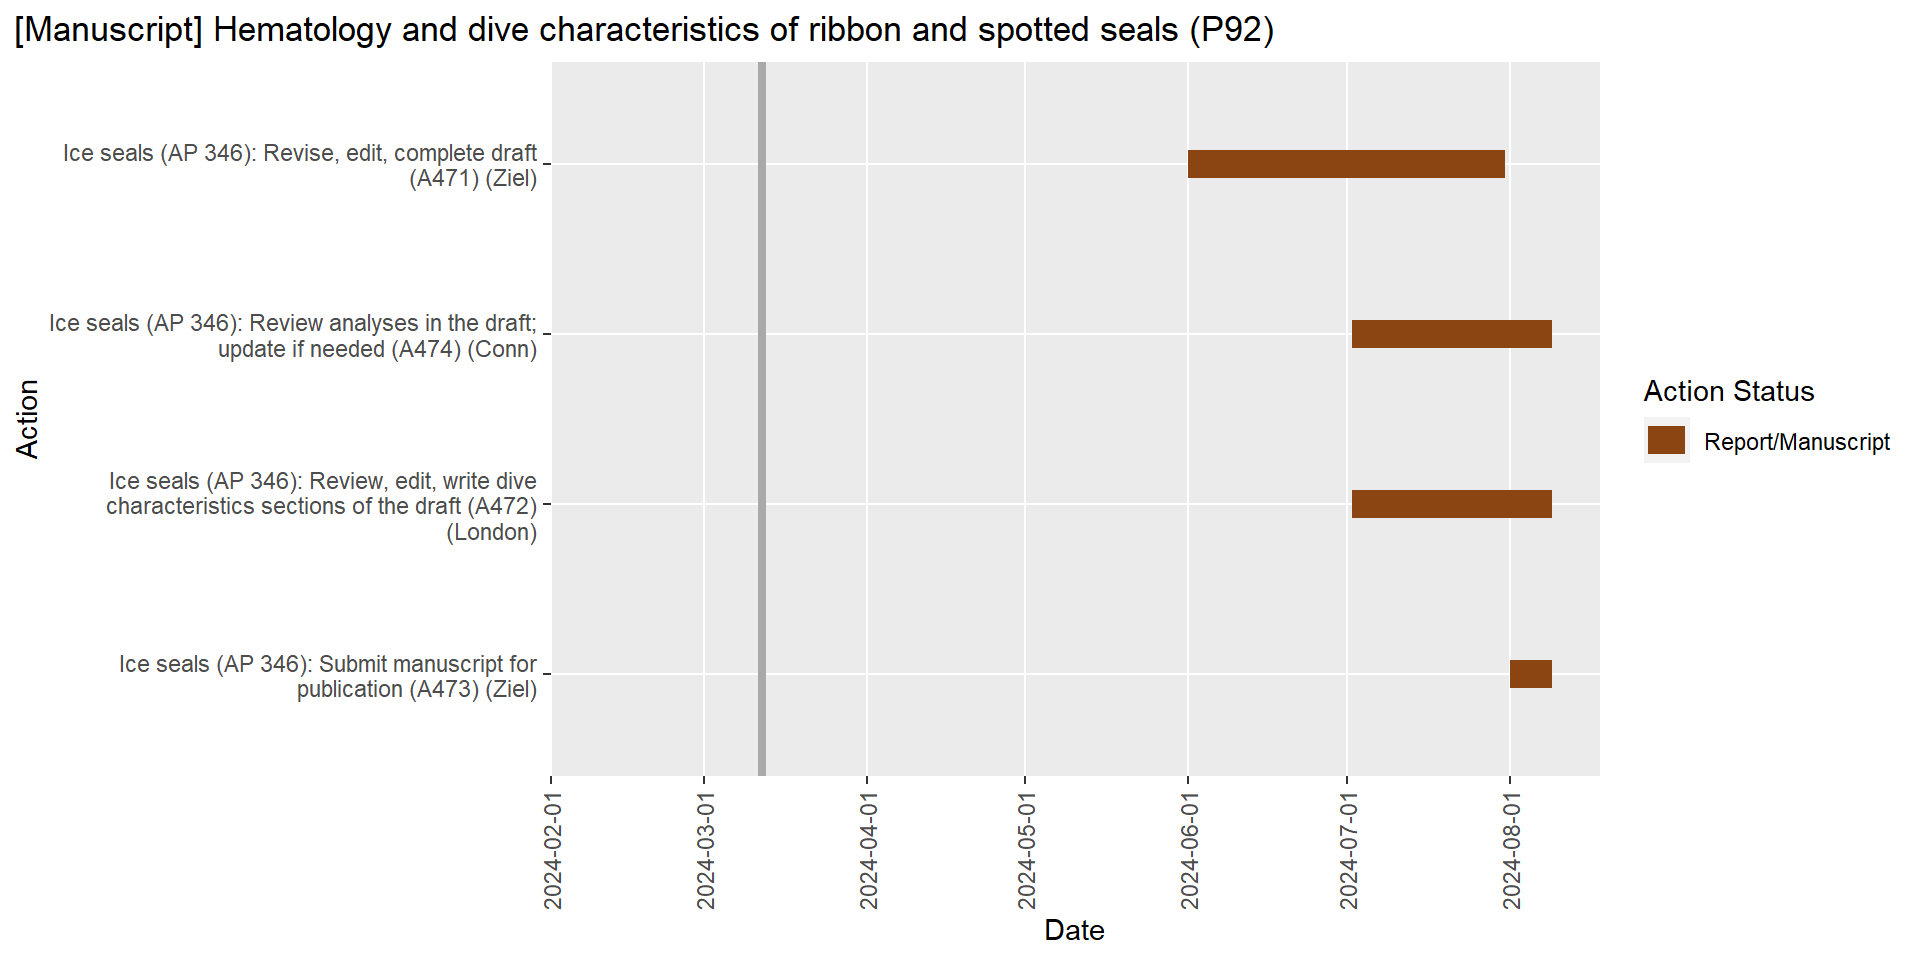 [Manuscript] Hematology and dive characteristics of ribbon and spotted seals (P92)
Ice seals (AP 346): Revise, edit, complete draft
(A471) (Ziel)
Ice seals (AP 346): Review analyses in the draft;
update if needed (A474) (Conn)
Ice seals (AP 346): Review, edit, write dive
characteristics sections of the draft (A472)
(London)
Ice seals (AP 346): Submit manuscript for
publication (A473) (Ziel)
Action
2024-02-01
2024-03-01
2024-04-01
2024-05-01
2024-06-01
2024-07-01
2024-08-01
Date
Action Status
Report/Manuscript